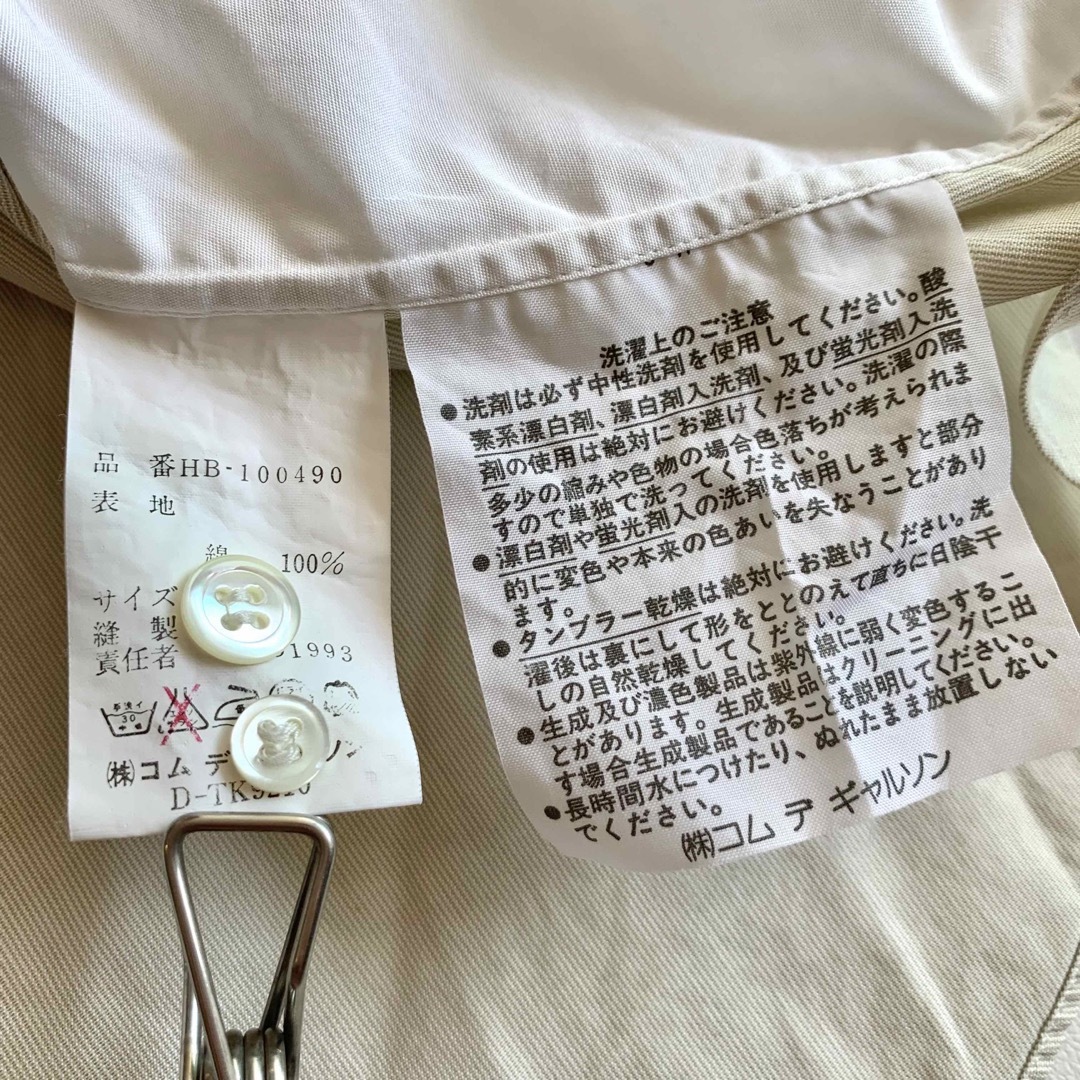 品 番HB-100490
表 地
綿 100%
サイズ
縫 製
責任者 1993
手洗イ
30
(株)コム デ ン
D-TK9210
洗濯上のご注意
●洗剤は必ず中性洗剤を使用してください。酸
素系漂白剤、漂白剤入洗剤、及び蛍光剤入洗
剤の使用は絶対にお避けください。洗濯の際
多少の縮みや色物の場合色落ちが考えられま
すので単独で洗ってください。
●漂白剤や蛍光剤入の洗剤を使用しますと部分
的に変色や本来の色あいを失なうことがあり
ます。
●タンブラー乾燥は絶対にお避けください。洗
濯後は裏にして形をととのえて直ちに日陰干
しの自然乾燥してください。
●生成及び濃色製品は紫外線に弱く変色するこ
とがあります。生成製品はクリーニングに出
す場合生成製品であることを説明してください。
●長時間水につけたり、ぬれたまま放置しない
でください。
(株)コム デ ギャルソン